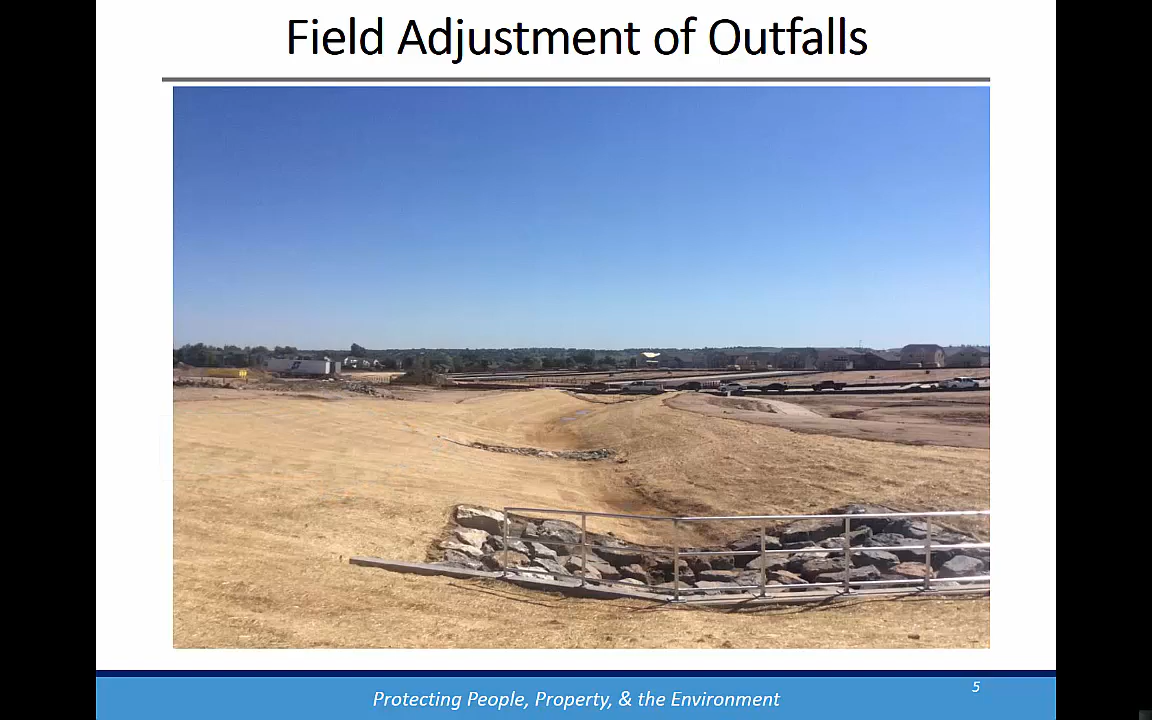 Field Adjustment of Outfalls
Protecting People, Property, & the Environment
5